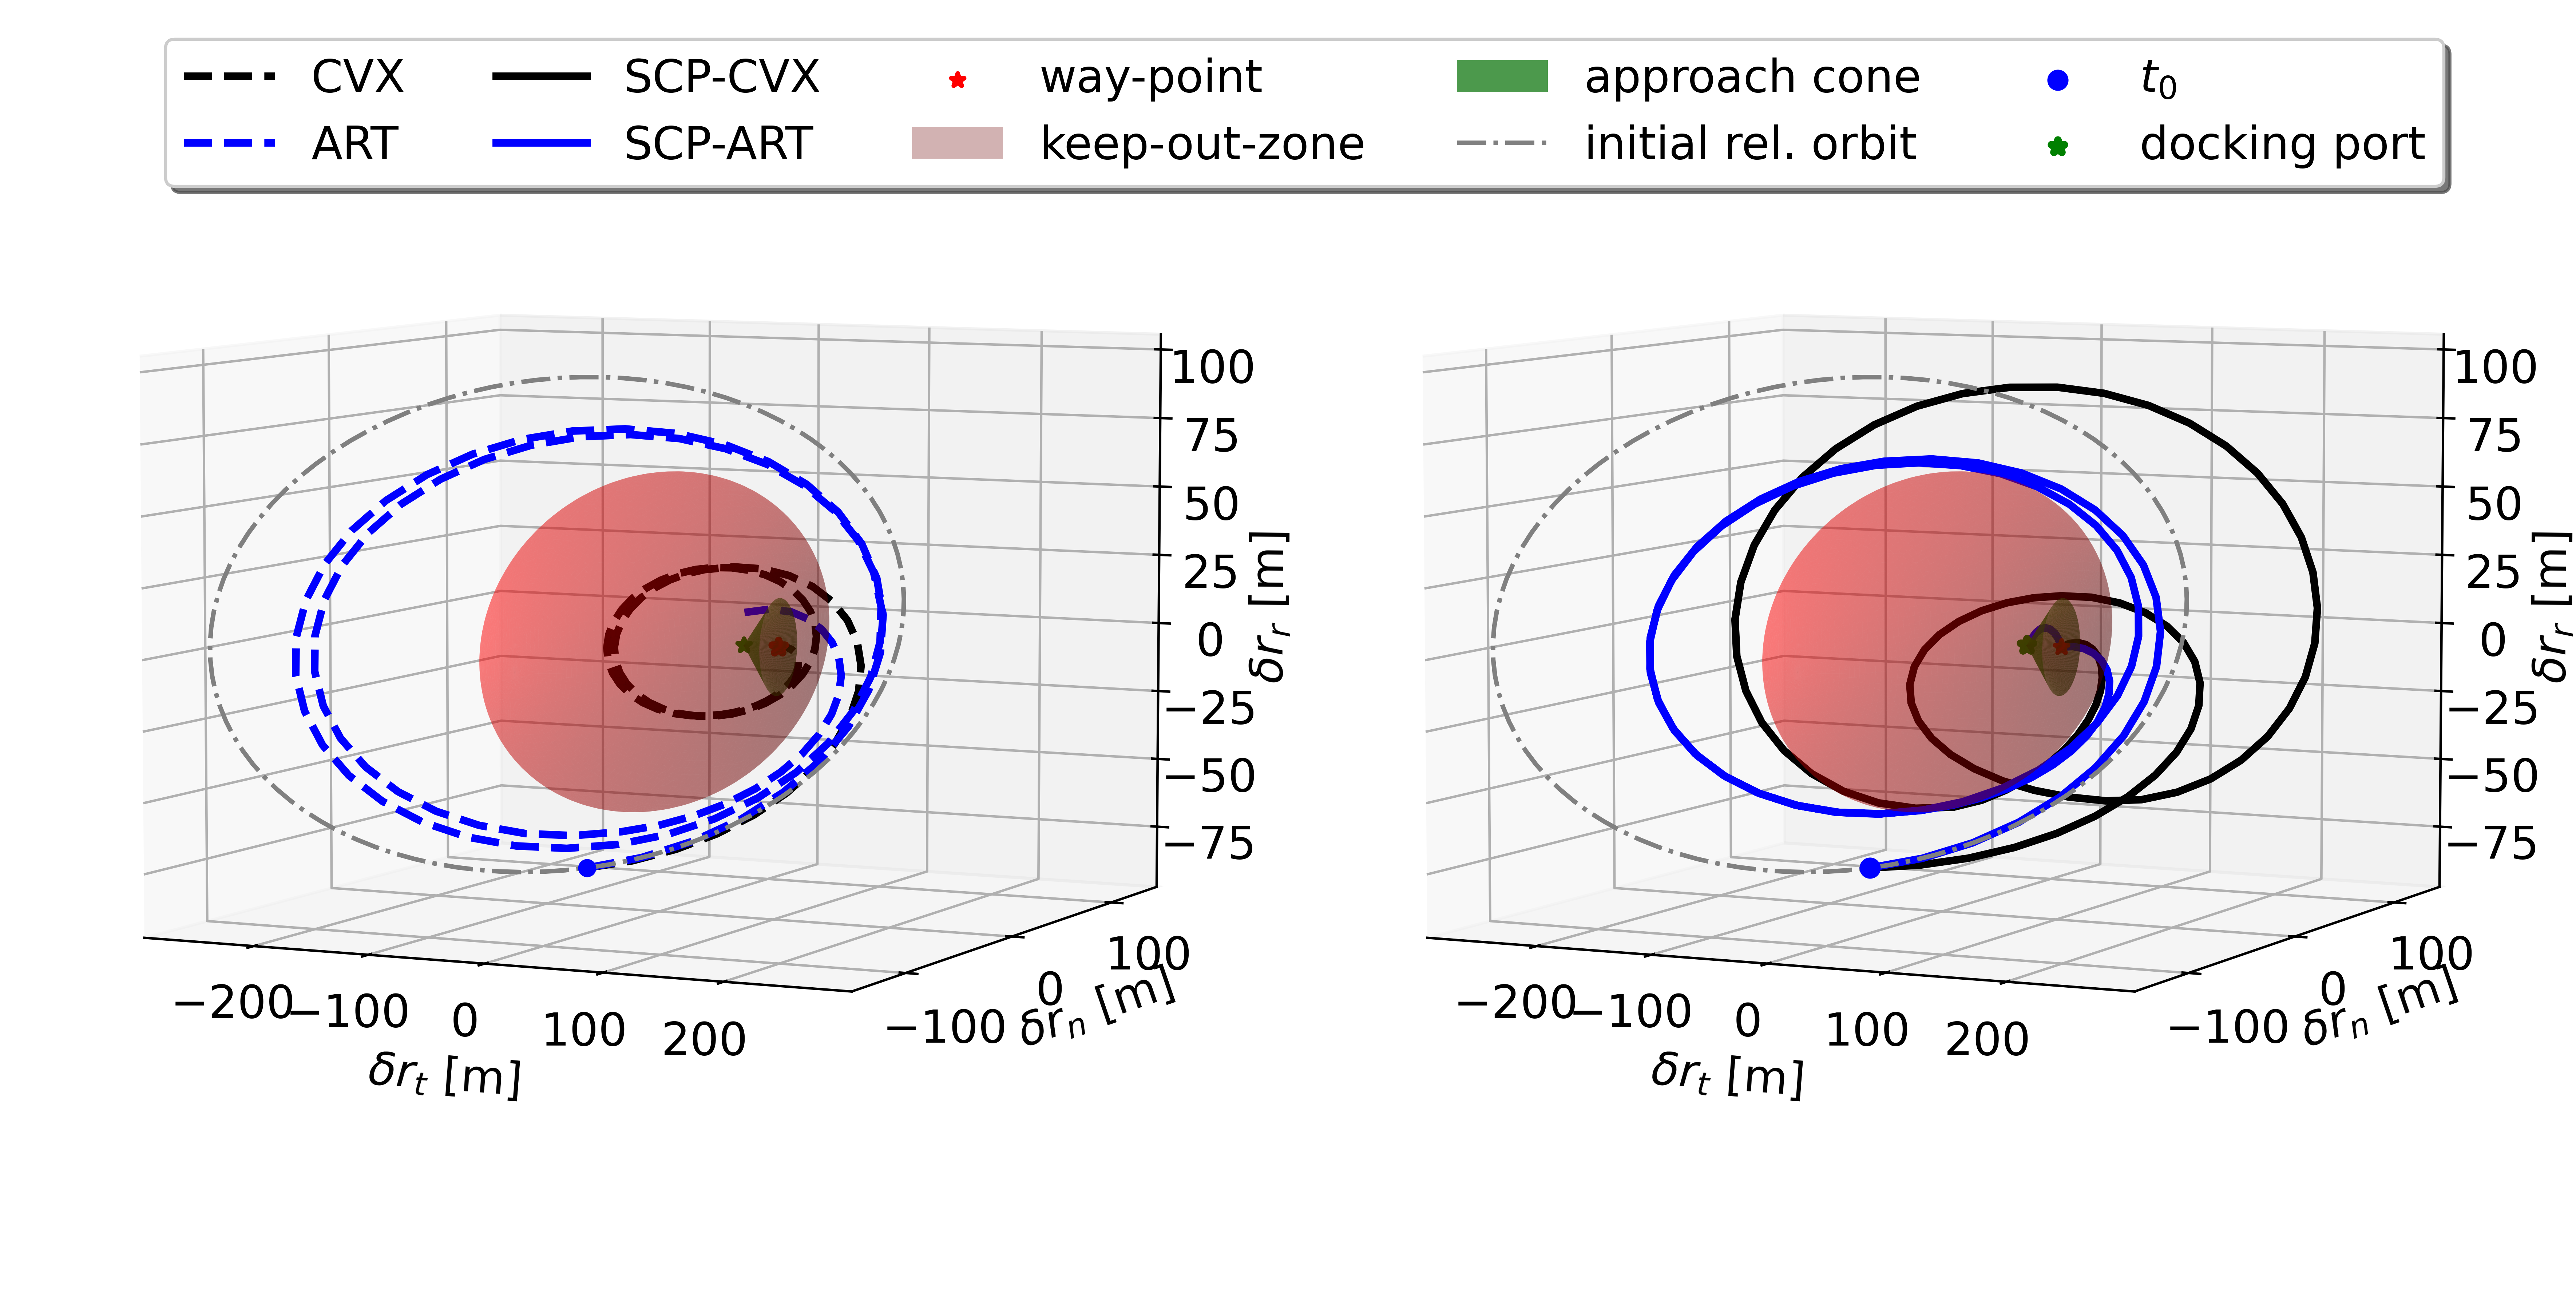 CVX SCP-CVX way-point approach cone t₀
ART SCP-ART keep-out-zone initial rel. orbit docking port
100
75
50
25
0
−25
−50
−75
δrᵣ [m]
−200 −100 0 100 200
δrₜ [m]
−100 0 100
δrₙ [m]
100
75
50
25
0
−25
−50
−75
δrᵣ [m]
−200 −100 0 100 200
δrₜ [m]
−100 0 100
δrₙ [m]